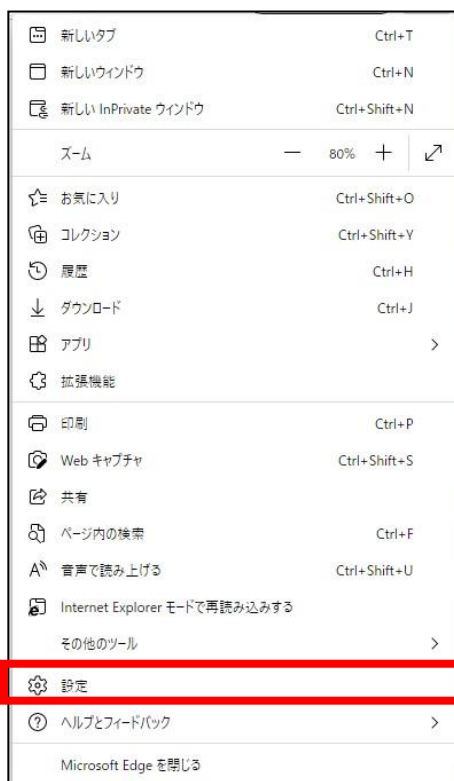 新しいタブ Ctrl+T
新しいウィンドウ Ctrl+N
新しい InPrivate ウィンドウ Ctrl+Shift+N
ズーム — 80% +
お気に入り Ctrl+Shift+O
コレクション Ctrl+Shift+Y
履歴 Ctrl+H
ダウンロード Ctrl+J
アプリ
拡張機能
印刷 Ctrl+P
Web キャプチャ Ctrl+Shift+S
共有
ページ内の検索 Ctrl+F
音声で読み上げる Ctrl+Shift+U
Internet Explorer モードで再読み込みする
その他のツール
設定
ヘルプとフィードバック
Microsoft Edge を閉じる